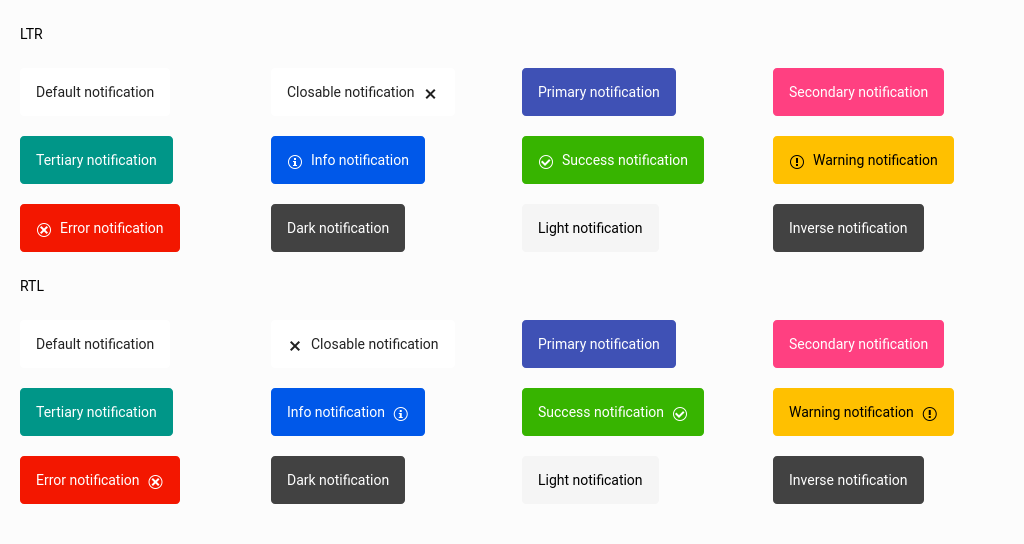 LTR
Default notification
Closable notification
Primary notification
Secondary notification
Tertiary notification
Info notification
Success notification
Warning notification
Error notification
Dark notification
Light notification
Inverse notification
RTL
Default notification
Closable notification
Primary notification
Secondary notification
Tertiary notification
Info notification
Success notification
Warning notification
Error notification
Dark notification
Light notification
Inverse notification